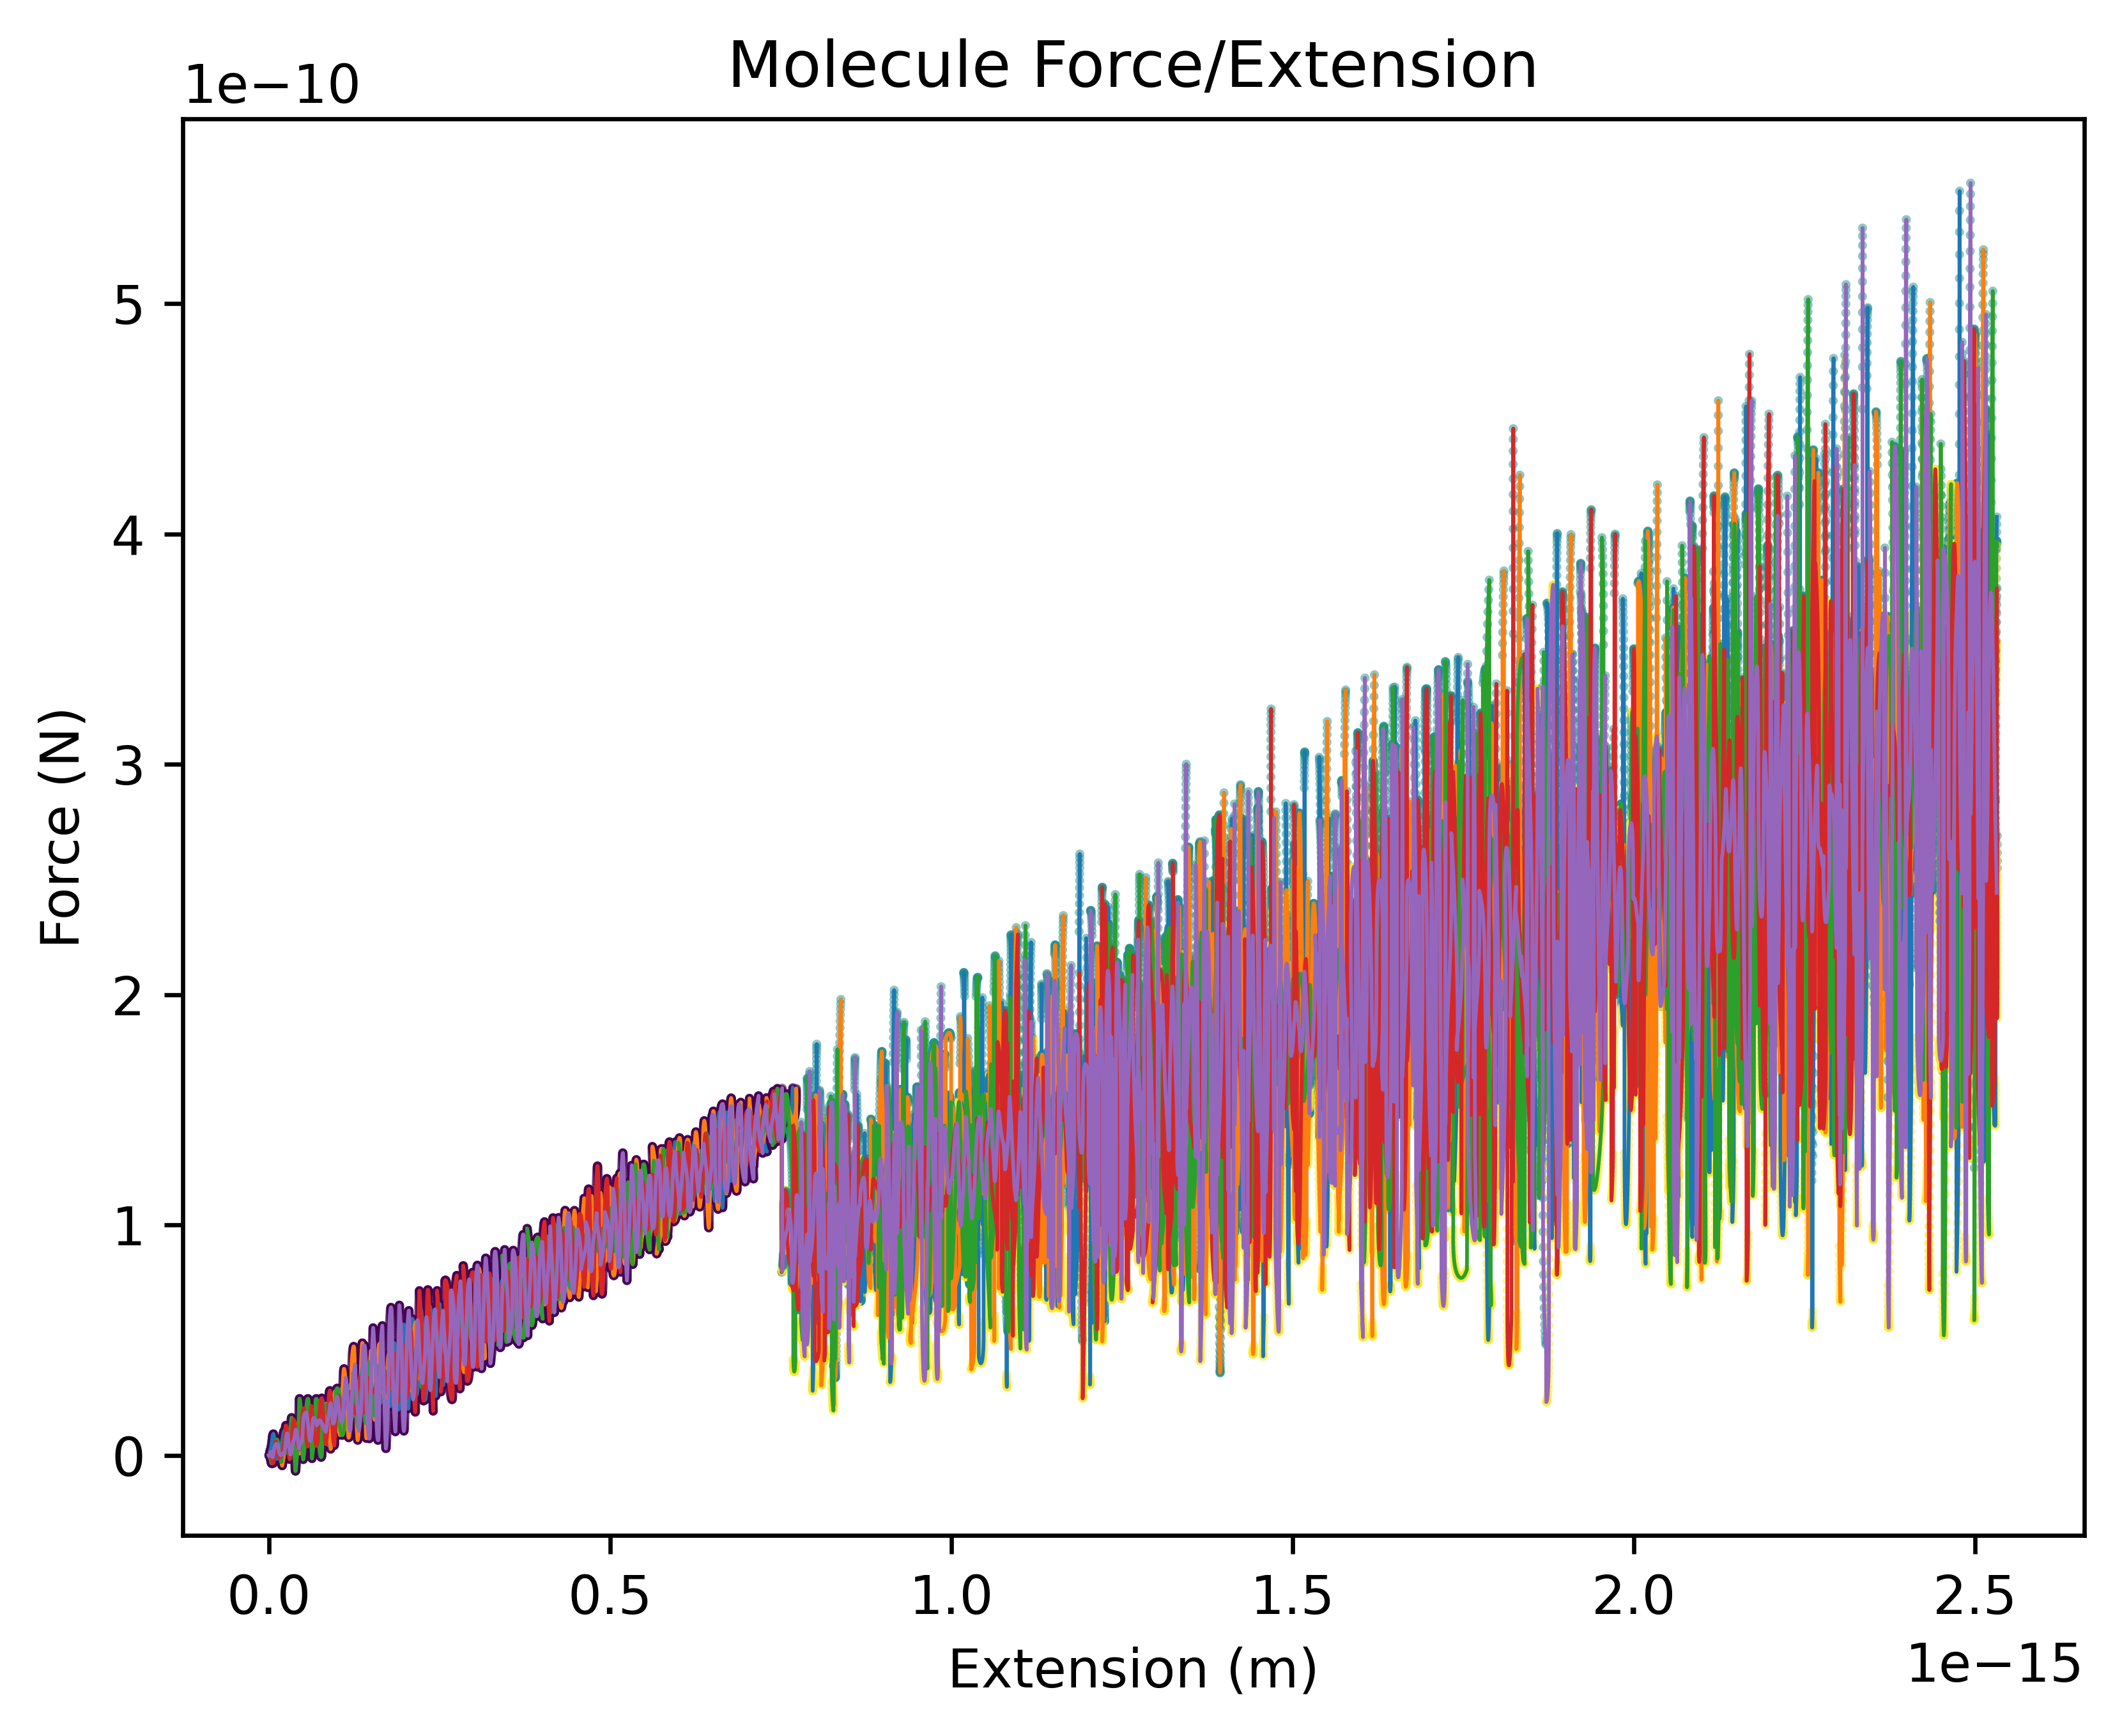 Molecule Force/Extension
1e−10
Force (N)
5
4
3
2
1
0
0.0 0.5 1.0 1.5 2.0 2.5
1e−15
Extension (m)